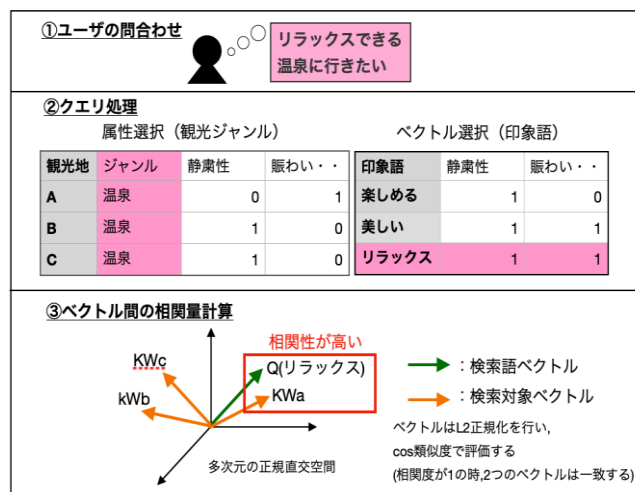 ①ユーザの問合わせ
リラックスできる
温泉に行きたい
②クエリ処理
属性選択（観光ジャンル）
観光地 ジャンル 静粛性 賑わい・・
A 温泉 0 1
B 温泉 1 0
C 温泉 1 0
ベクトル選択（印象語）
印象語 静粛性 賑わい・・
楽しめる 1 0
美しい 1 1
リラックス 1 1
③ベクトル間の相関量計算
相関性が高い
KWc
Q(リラックス)
kWb
KWa
多次元の正規直交空間
：検索語ベクトル
：検索対象ベクトル
ベクトルはL2正規化を行い,
cos類似度で評価する
(相関度が1の時,2つのベクトルは一致する)